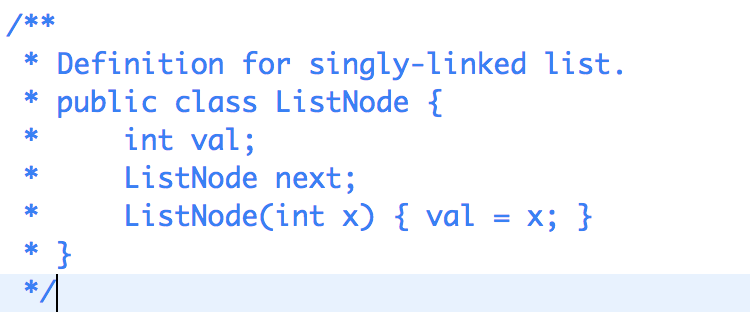 /**
 * Definition for singly-linked list.
 * public class ListNode {
 *     int val;
 *     ListNode next;
 *     ListNode(int x) { val = x; }
 * }
 */